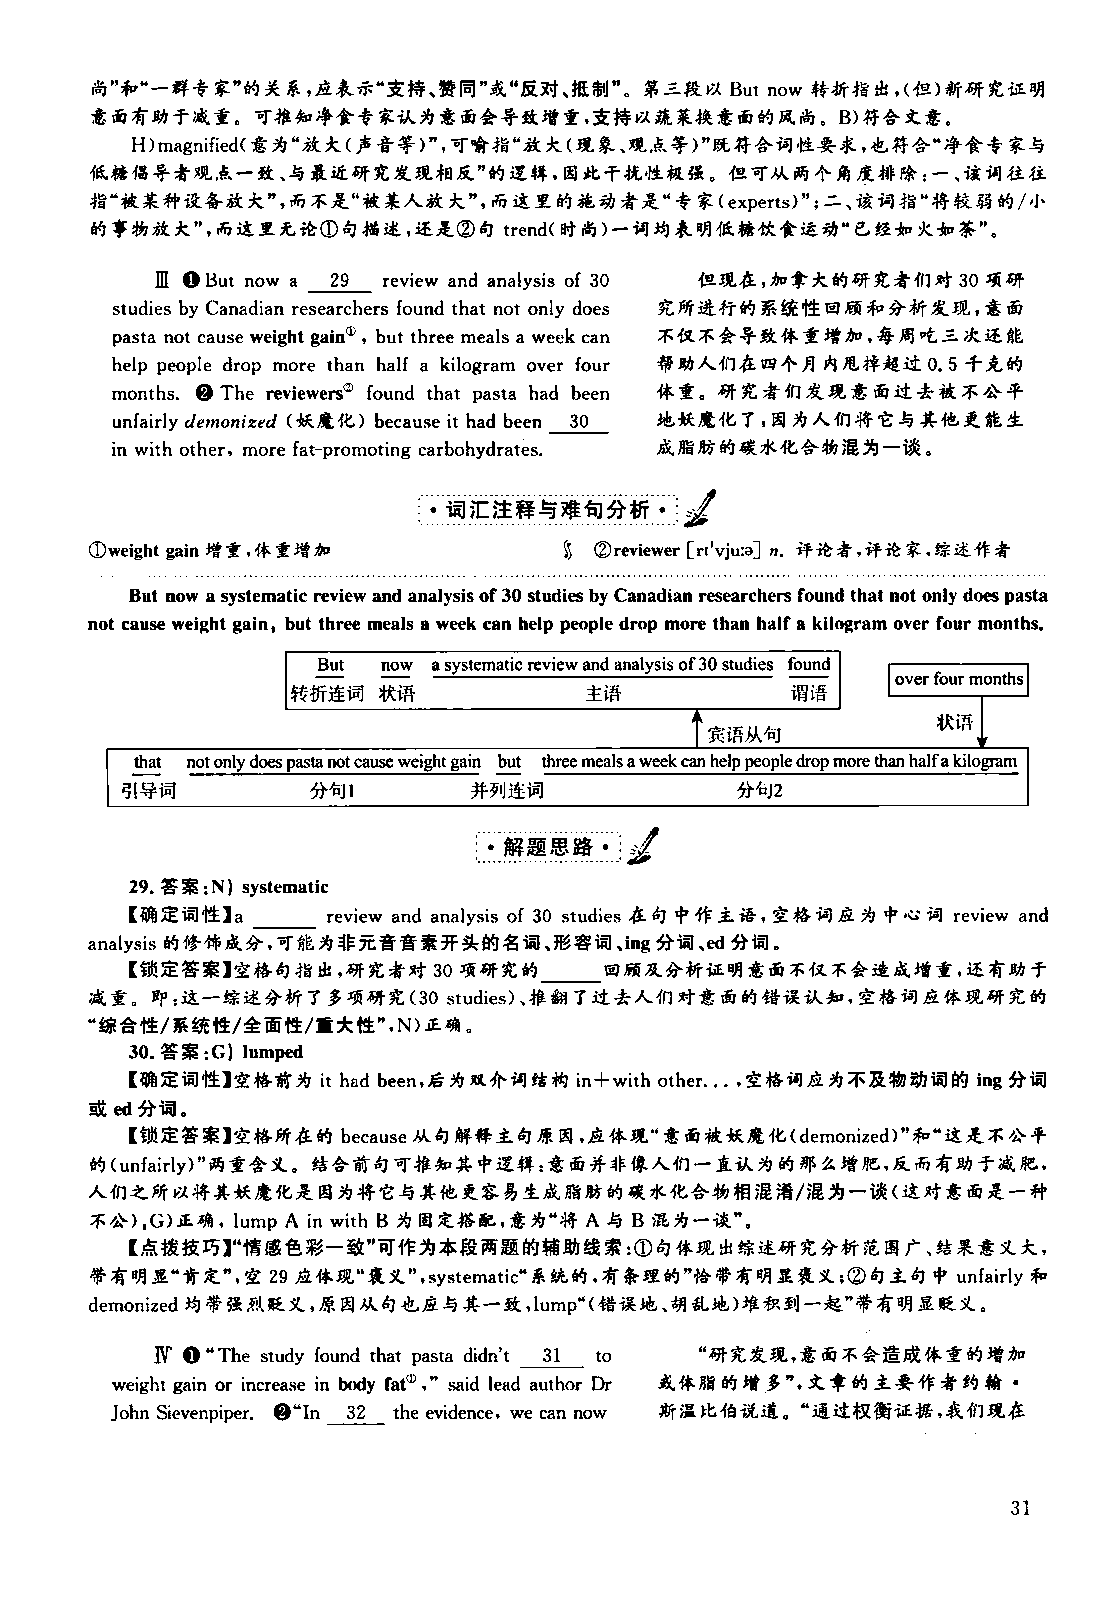 尚”和“一群专家”的关系,应表示“支持、赞同”或“反对、抵制”。第三段以 But now 转折指出,(但)新研究证明
意面有助于减重。可推知净食专家认为意面会导致增重,支持以蔬菜换意面的风尚。B)符合文意。
H)magnified(意为“放大(声音等)”,可喻指“放大(现象、观点等)”既符合词性要求,也符合“净食专家与
低糖倡导者观点一致、与最近研究发现相反”的逻辑,因此干扰性极强。但可从两个角度排除:一、该词往往
指“被某种设备放大”,而不是“被某人放大”,而这里的施动者是“专家(experts)”;二、该词指“将较弱的/小
的事物放大”,而这里无论①句描述,还是②句 trend(时尚)一词均表明低糖饮食运动“已经如火如荼”。
Ⅲ ❶But now a 29 review and analysis of 30
studies by Canadian researchers found that not only does
pasta not cause weight gain①, but three meals a week can
help people drop more than half a kilogram over four
months. ❷The reviewers② found that pasta had been
unfairly demonized (妖魔化) because it had been 30
in with other, more fat-promoting carbohydrates.
但现在,加拿大的研究者们对 30 项研
究所进行的系统性回顾和分析发现,意面
不仅不会导致体重增加,每周吃三次还能
帮助人们在四个月内甩掉超过 0.5 千克的
体重。研究者们发现意面过去被不公平
地妖魔化了,因为人们将它与其他更能生
成脂肪的碳水化合物混为一谈。
·词汇注释与难句分析·
①weight gain 增重,体重增加
②reviewer [rɪ'vjuːə] n. 评论者,评论家,综述作者
But now a systematic review and analysis of 30 studies by Canadian researchers found that not only does pasta
not cause weight gain, but three meals a week can help people drop more than half a kilogram over four months.
But now a systematic review and analysis of 30 studies found
转折连词 状语 主语 谓语
over four months
状语
宾语从句
that not only does pasta not cause weight gain but three meals a week can help people drop more than half a kilogram
引导词 分句1 并列连词 分句2
·解题思路·
29. 答案:N) systematic
【确定词性】a ______ review and analysis of 30 studies 在句中作主语,空格词应为中心词 review and
analysis 的修饰成分,可能为非元音音素开头的名词、形容词、ing 分词、ed 分词。
【锁定答案】空格句指出,研究者对 30 项研究的______回顾及分析证明意面不仅不会造成增重,还有助于
减重。即:这一综述分析了多项研究(30 studies)、推翻了过去人们对意面的错误认知,空格词应体现研究的
“综合性/系统性/全面性/重大性”,N)正确。
30. 答案:G) lumped
【确定词性】空格前为 it had been,后为双介词结构 in+with other...,空格词应为不及物动词的 ing 分词
或 ed 分词。
【锁定答案】空格所在的 because 从句解释主句原因,应体现“意面被妖魔化(demonized)”和“这是不公平
的(unfairly)”两重含义。结合前句可推知其中逻辑:意面并非像人们一直认为的那么增肥,反而有助于减肥,
人们之所以将其妖魔化是因为将它与其他更容易生成脂肪的碳水化合物相混淆/混为一谈(这对意面是一种
不公),G)正确,lump A in with B 为固定搭配,意为“将 A 与 B 混为一谈”。
【点拨技巧】“情感色彩一致”可作为本段两题的辅助线索:①句体现出综述研究分析范围广、结果意义大,
带有明显“肯定”,空 29 应体现“褒义”,systematic“系统的,有条理的”恰带有明显褒义;②句主句中 unfairly 和
demonized 均带强烈贬义,原因从句也应与其一致,lump“(错误地、胡乱地)堆积到一起”带有明显贬义。
Ⅳ ❶“The study found that pasta didn't 31 to
weight gain or increase in body fat①,” said lead author Dr
John Sievenpiper. ❷“In 32 the evidence, we can now
“研究发现,意面不会造成体重的增加
或体脂的增多”,文章的主要作者约翰·
斯温比伯说道。“通过权衡证据,我们现在
31